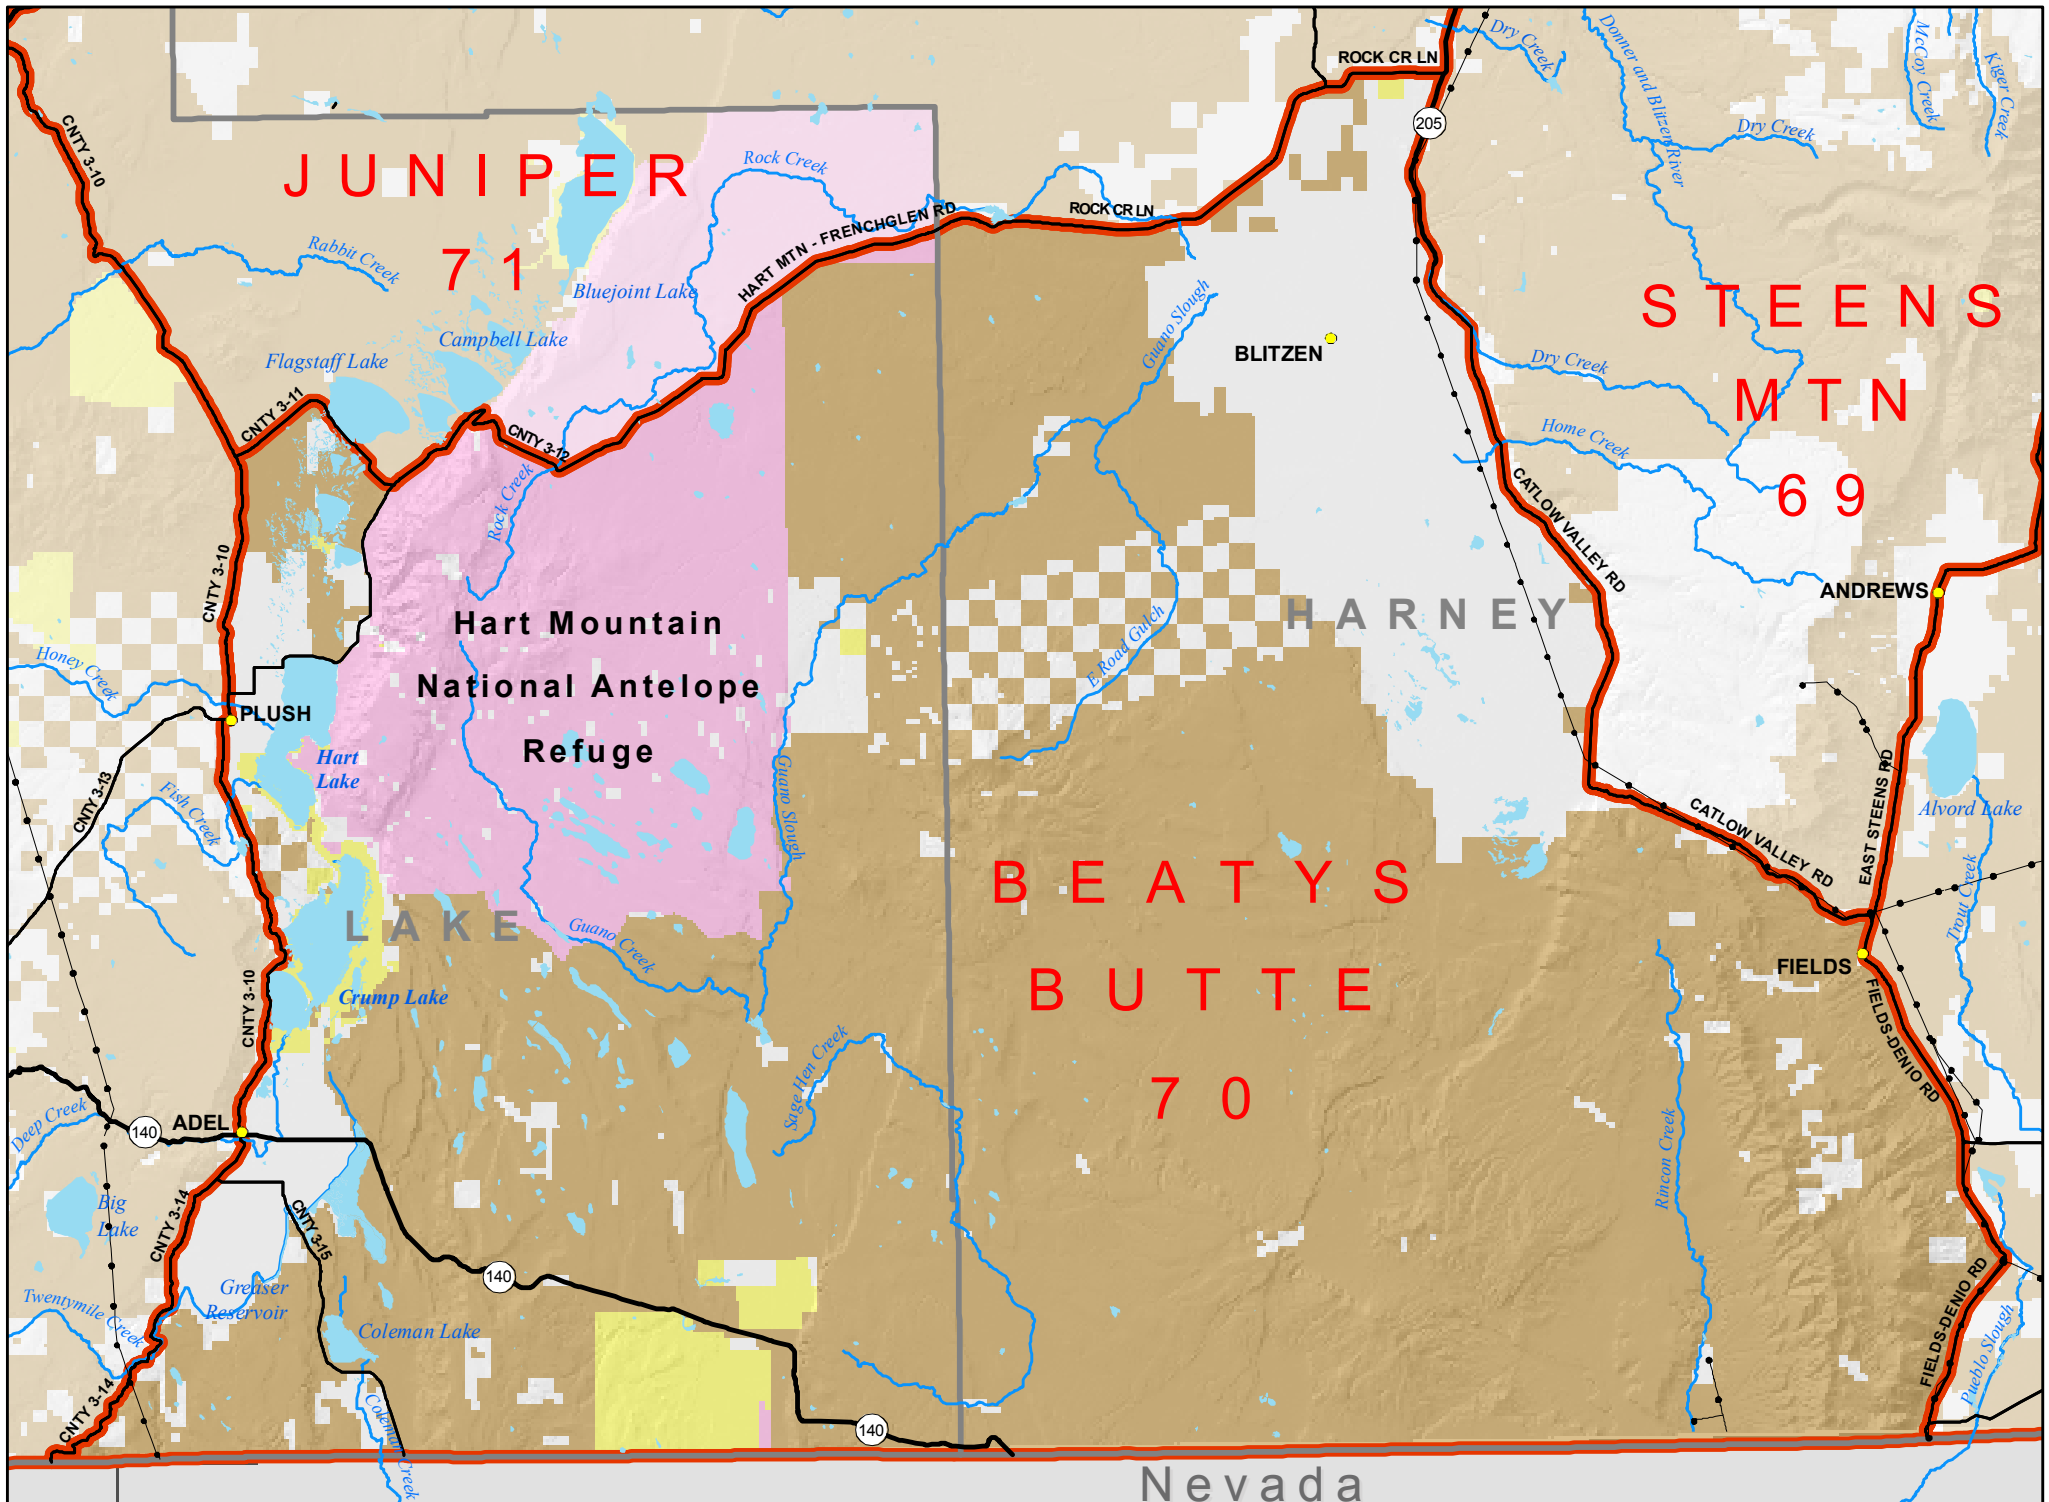 ROCK CR LN
Dry Creek
Donner and Blitzen River
McCoy Creek
Kiger Creek
205
Dry Creek
CNTY 3-10
JUNIPER
71
Rock Creek
Rabbit Creek
HART MTN - FRENCHGLEN RD
ROCK CR LN
Bluejoint Lake
Campbell Lake
Flagstaff Lake
Guano Slough
BLITZEN
STEENS
MTN
69
Dry Creek
Home Creek
CNTY 3-11
CNTY 3-12
Rock Creek
CATLOW VALLEY RD
CNTY 3-10
Hart Mountain
National Antelope
Refuge
HARNEY
ANDREWS
E Road Gulch
Honey Creek
PLUSH
Hart
Lake
CNTY 3-13
Fish Creek
Guano Slough
EAST STEENS RD
Alvord Lake
CATLOW VALLEY RD
BEATYS
BUTTE
70
LAKE
Guano Creek
Trout Creek
FIELDS
Crump Lake
CNTY 3-10
FIELDS-DENIO RD
Sage Hen Creek
Deep Creek
140
ADEL
Rincon Creek
Big
Lake
CNTY 3-14
CNTY 3-15
140
Greaser
Reservoir
Twentymile Creek
Coleman Lake
FIELDS-DENIO RD
Pueblo Slough
CNTY 3-14
Coleman Creek
140
Nevada